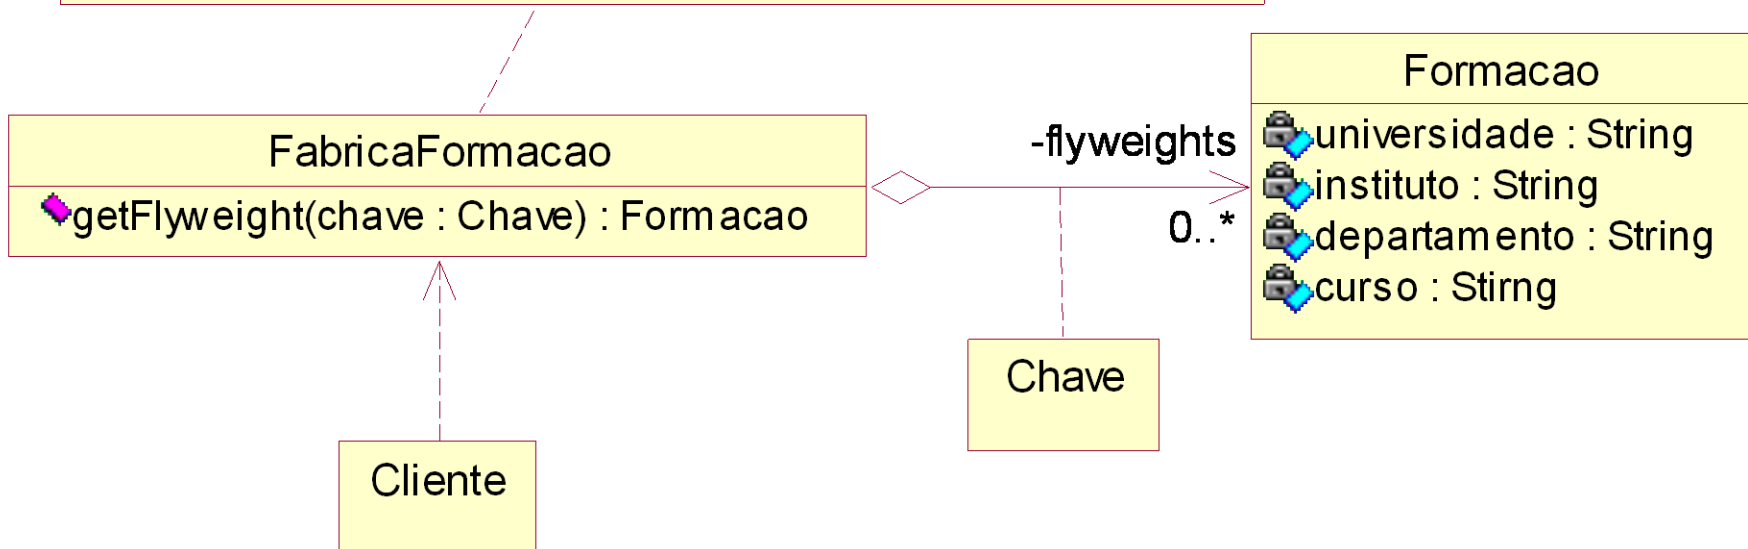 FabricaFormacao
getFlyweight(chave : Chave) : Formacao
-flyweights
0..*
Formacao
universidade : String
instituto : String
departamento : String
curso : Stirng
Chave
Cliente